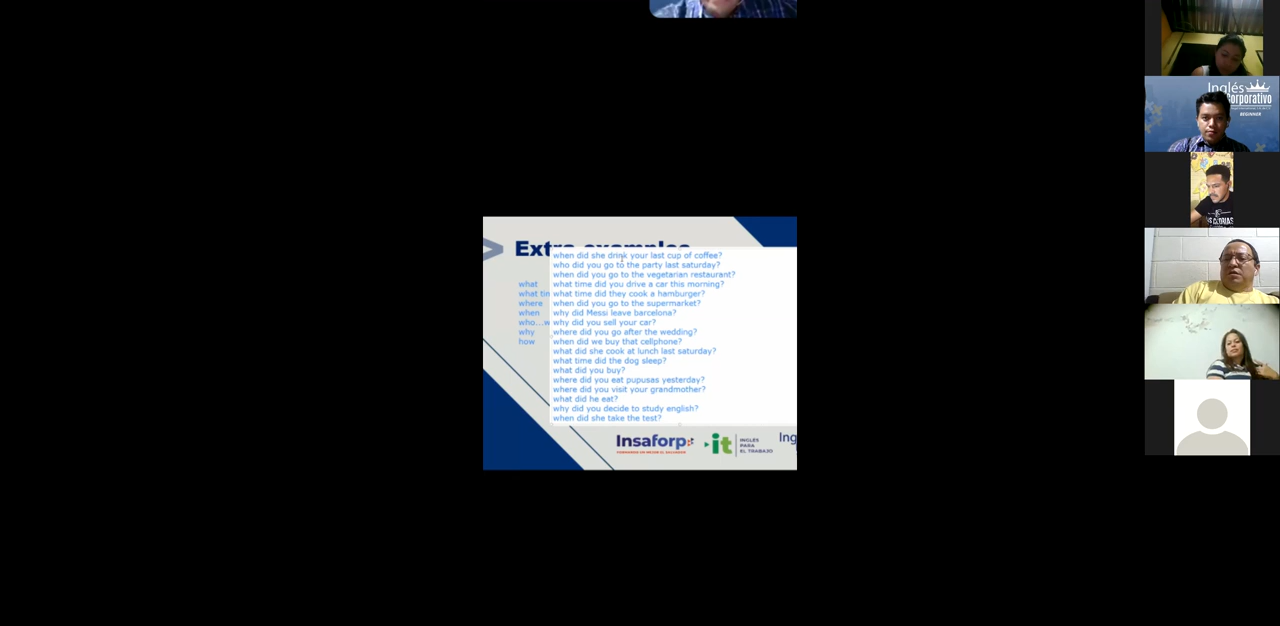 Extra examples
when did she drink your last cup of coffee?
who did you go to the party last saturday?
when did you go to the vegetarian restaurant?
what time did you drive a car this morning?
what time did they cook a hamburger?
when did you go to the supermarket?
why did Messi leave barcelona?
why did you sell your car?
where did you go after the wedding?
when did we buy that cellphone?
what did she cook at lunch last saturday?
what time did the dog sleep?
what did you buy?
where did you eat pupusas yesterday?
where did you visit your grandmother?
what did he eat?
why did you decide to study english?
when did she take the test?
what
what tim
where
when
who...w
why
how
Insaforp
it
INGLÉS
PARA
EL TRABAJO
Ing
Inglés
Corporativo
BEGINNER